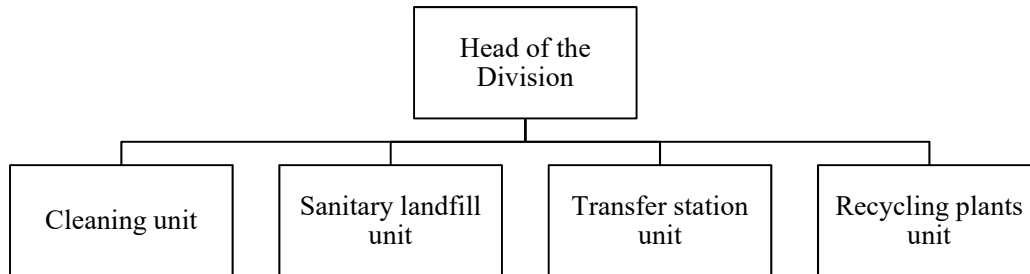 Head of the
Division
Cleaning unit
Sanitary landfill
unit
Transfer station
unit
Recycling plants
unit